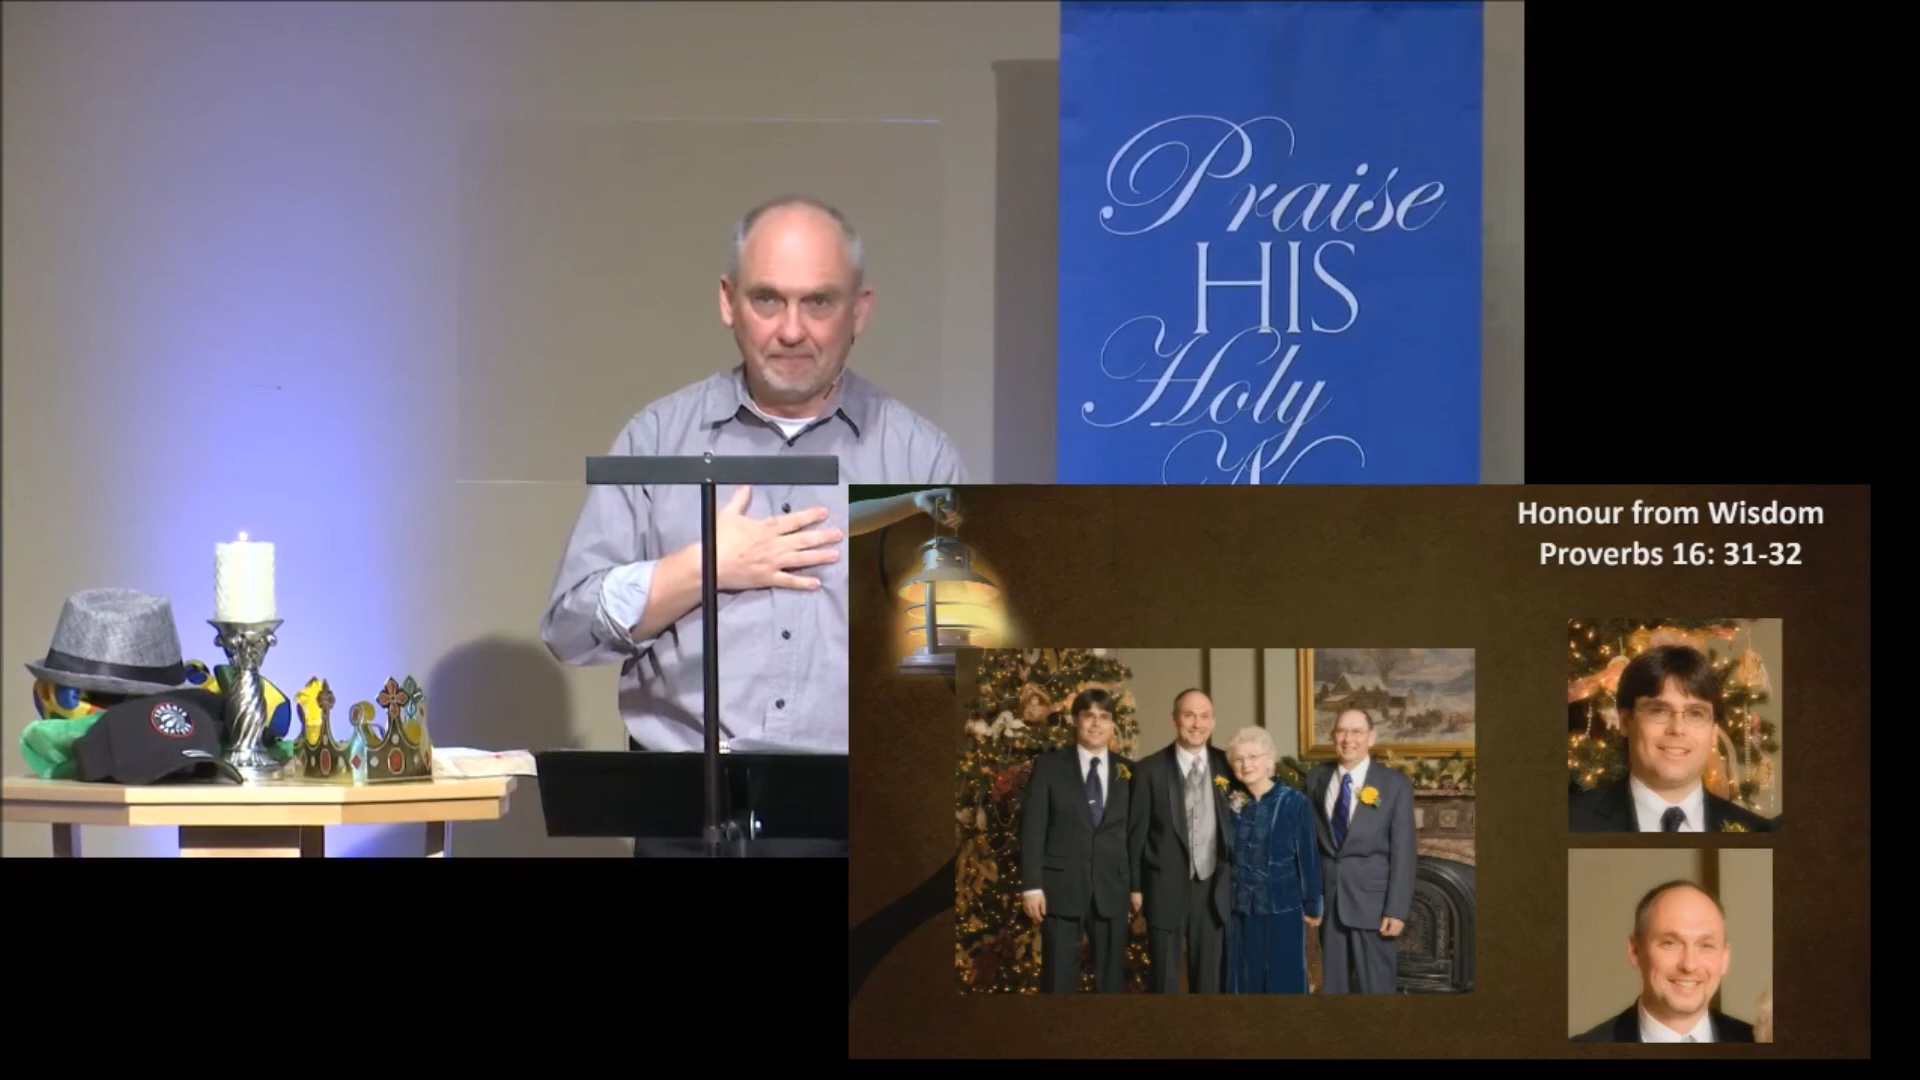 Praise
HIS
Holy
Honour from Wisdom
Proverbs 16: 31-32